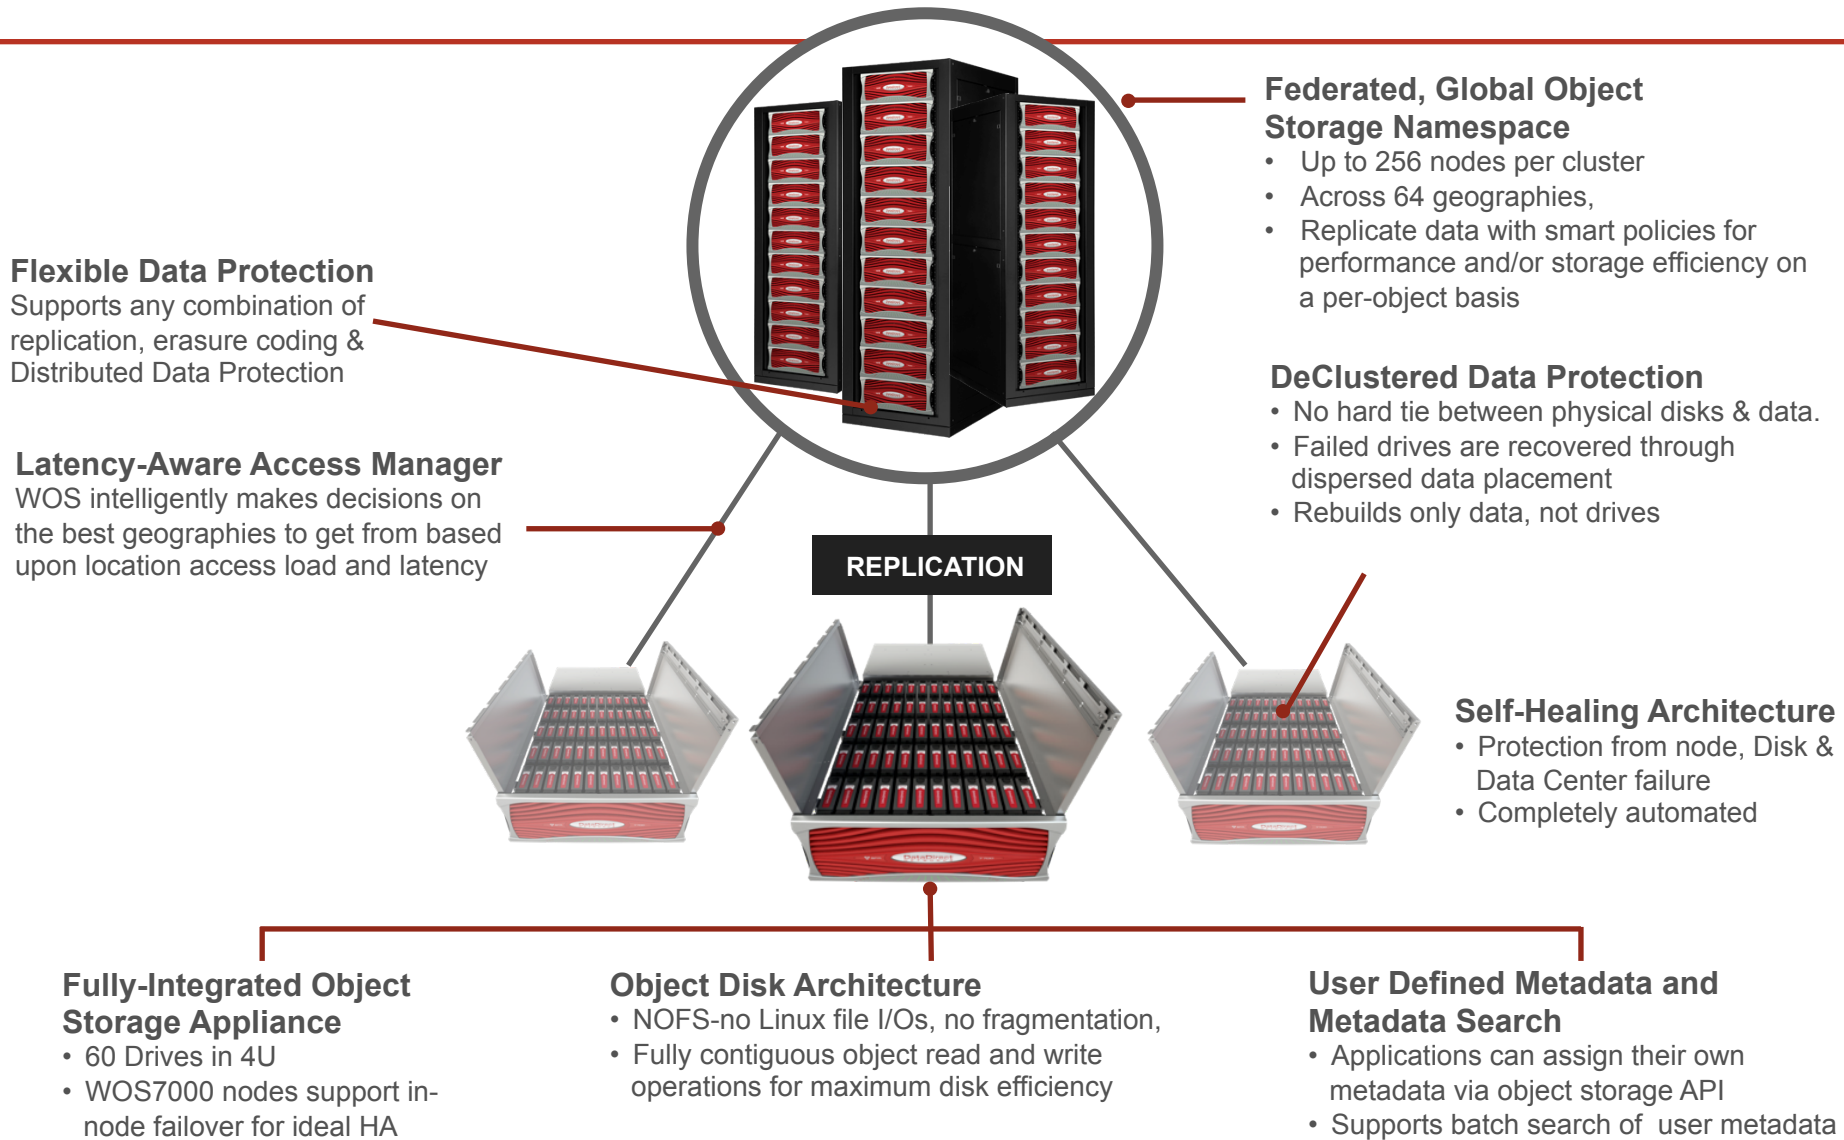 Federated, Global Object
Storage Namespace
• Up to 256 nodes per cluster
• Across 64 geographies,
• Replicate data with smart policies for
performance and/or storage efficiency on
a per-object basis
Flexible Data Protection
Supports any combination of
replication, erasure coding &
Distributed Data Protection
DeClustered Data Protection
• No hard tie between physical disks & data.
• Failed drives are recovered through
dispersed data placement
• Rebuilds only data, not drives
Latency-Aware Access Manager
WOS intelligently makes decisions on
the best geographies to get from based
upon location access load and latency
REPLICATION
Self-Healing Architecture
• Protection from node, Disk &
Data Center failure
• Completely automated
DataDirect
Fully-Integrated Object
Storage Appliance
• 60 Drives in 4U
• WOS7000 nodes support in-
node failover for ideal HA
Object Disk Architecture
• NOFS-no Linux file I/Os, no fragmentation,
• Fully contiguous object read and write
operations for maximum disk efficiency
User Defined Metadata and
Metadata Search
• Applications can assign their own
metadata via object storage API
• Supports batch search of user metadata